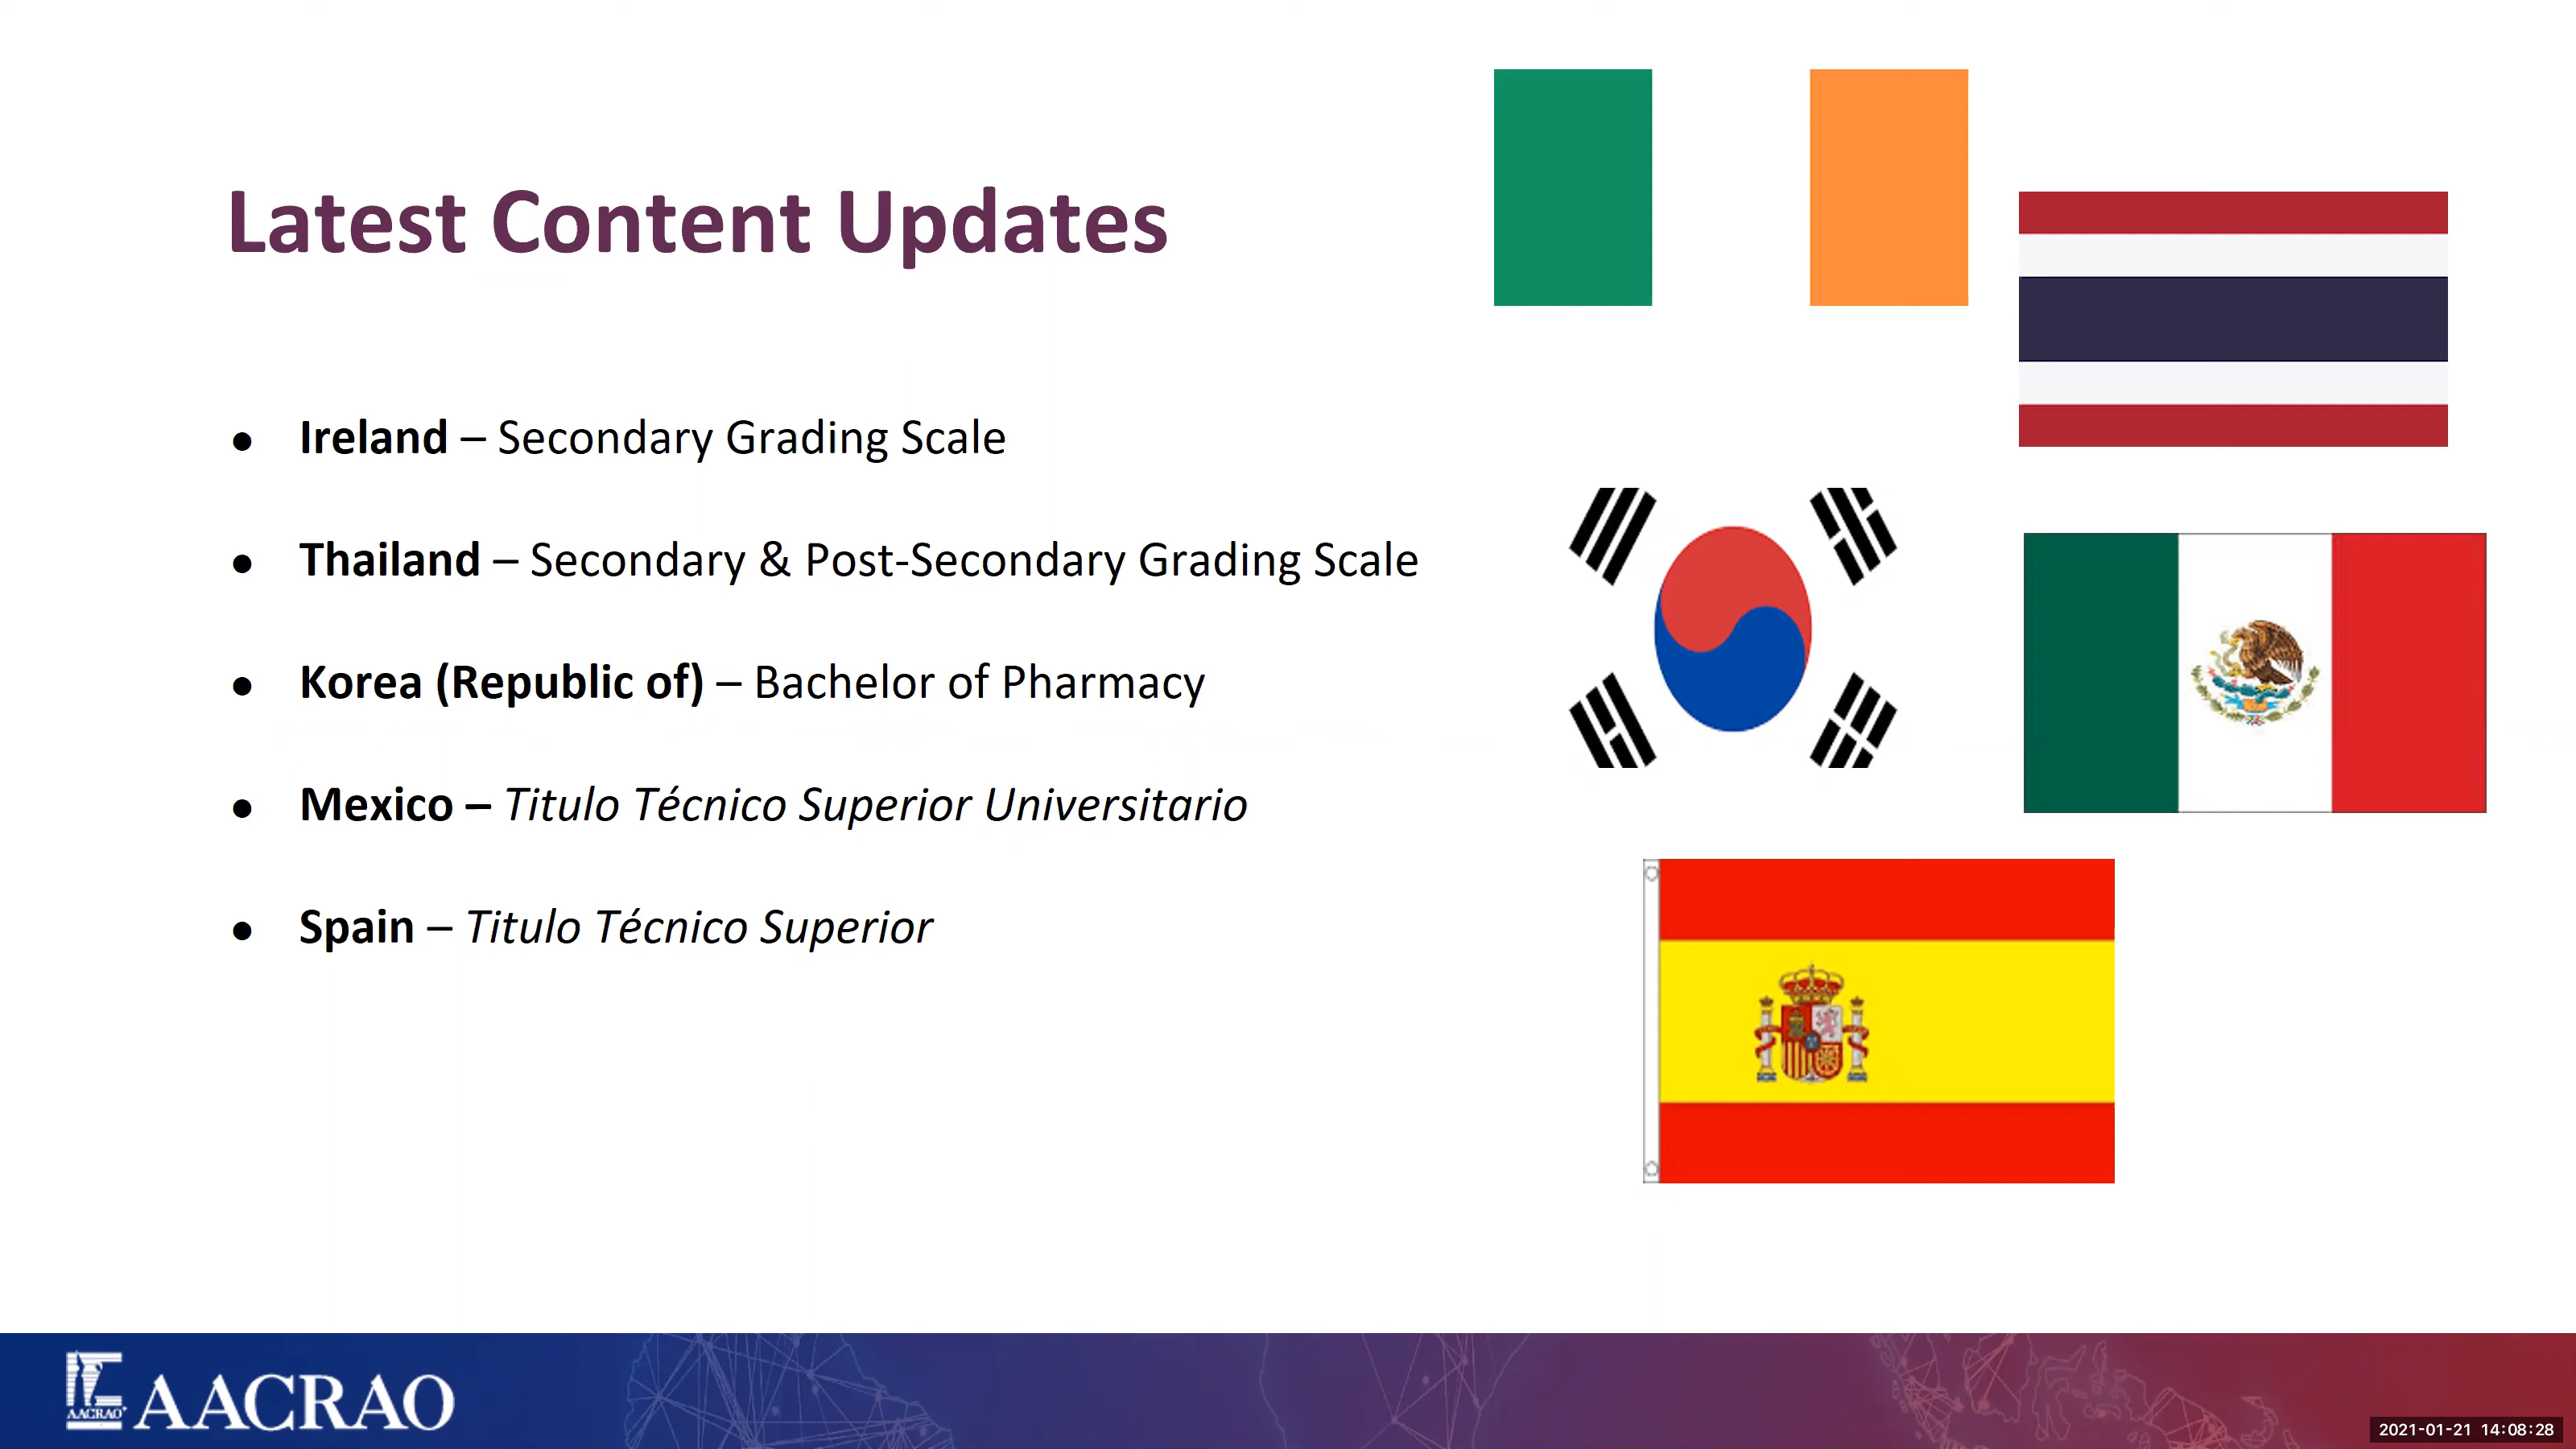 Latest Content Updates
● Ireland – Secondary Grading Scale
● Thailand – Secondary & Post-Secondary Grading Scale
● Korea (Republic of) – Bachelor of Pharmacy
● Mexico – Titulo Técnico Superior Universitario
● Spain – Titulo Técnico Superior
AACRAO AACRAO
2021-01-21 14:08:28